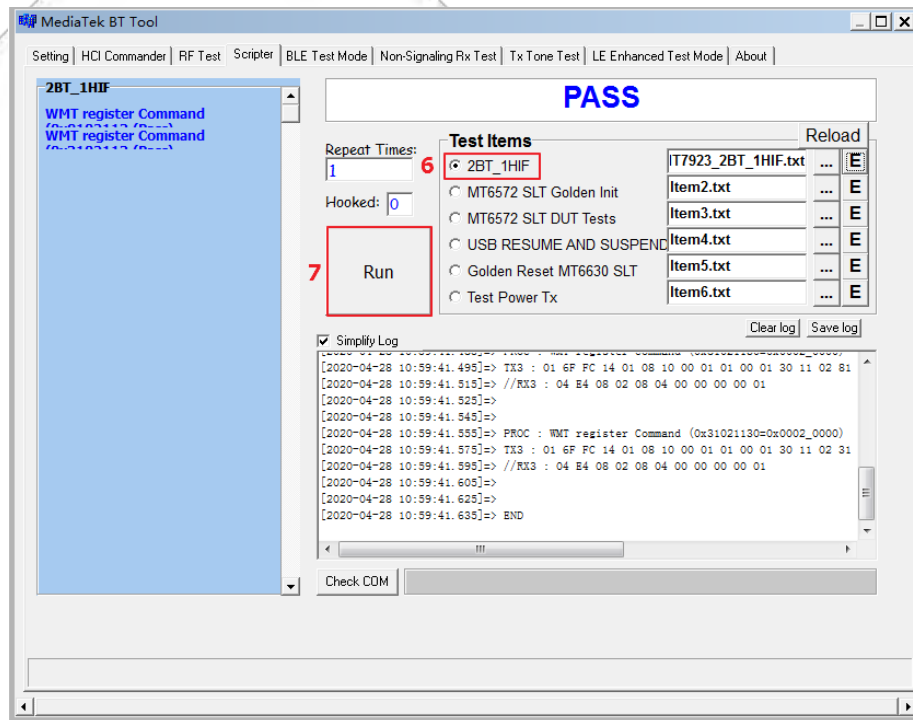 MediaTek BT Tool
Setting HCI Commander RF Test Scripter BLE Test Mode Non-Signaling Rx Test Tx Tone Test LE Enhanced Test Mode About
2BT_1HIF
WMT register Command
WMT register Command
PASS
Repeat Times:
1
Hooked: 0
7
Run
Test Items
Reload
6
2BT_1HIF
IT7923_2BT_1HIF.txt ... E
MT6572 SLT Golden Init
Item2.txt ... E
MT6572 SLT DUT Tests
Item3.txt ... E
USB RESUME AND SUSPEND
Item4.txt ... E
Golden Reset MT6630 SLT
Item5.txt ... E
Test Power Tx
Item6.txt ... E
Clear log Save log
Simplify Log
[2020-04-28 10:59:41.495]=> TX3 : 01 6F FC 14 01 08 10 00 01 01 00 01 30 11 02 81
[2020-04-28 10:59:41.515]=> //RX3 : 04 E4 08 02 08 04 00 00 00 00 01
[2020-04-28 10:59:41.525]=>
[2020-04-28 10:59:41.545]=>
[2020-04-28 10:59:41.555]=> PROC : WMT register Command (0x31021130=0x0002_0000)
[2020-04-28 10:59:41.575]=> TX3 : 01 6F FC 14 01 08 10 00 01 01 00 01 30 11 02 31
[2020-04-28 10:59:41.595]=> //RX3 : 04 E4 08 02 08 04 00 00 00 00 01
[2020-04-28 10:59:41.605]=>
[2020-04-28 10:59:41.625]=>
[2020-04-28 10:59:41.635]=> END
Check COM